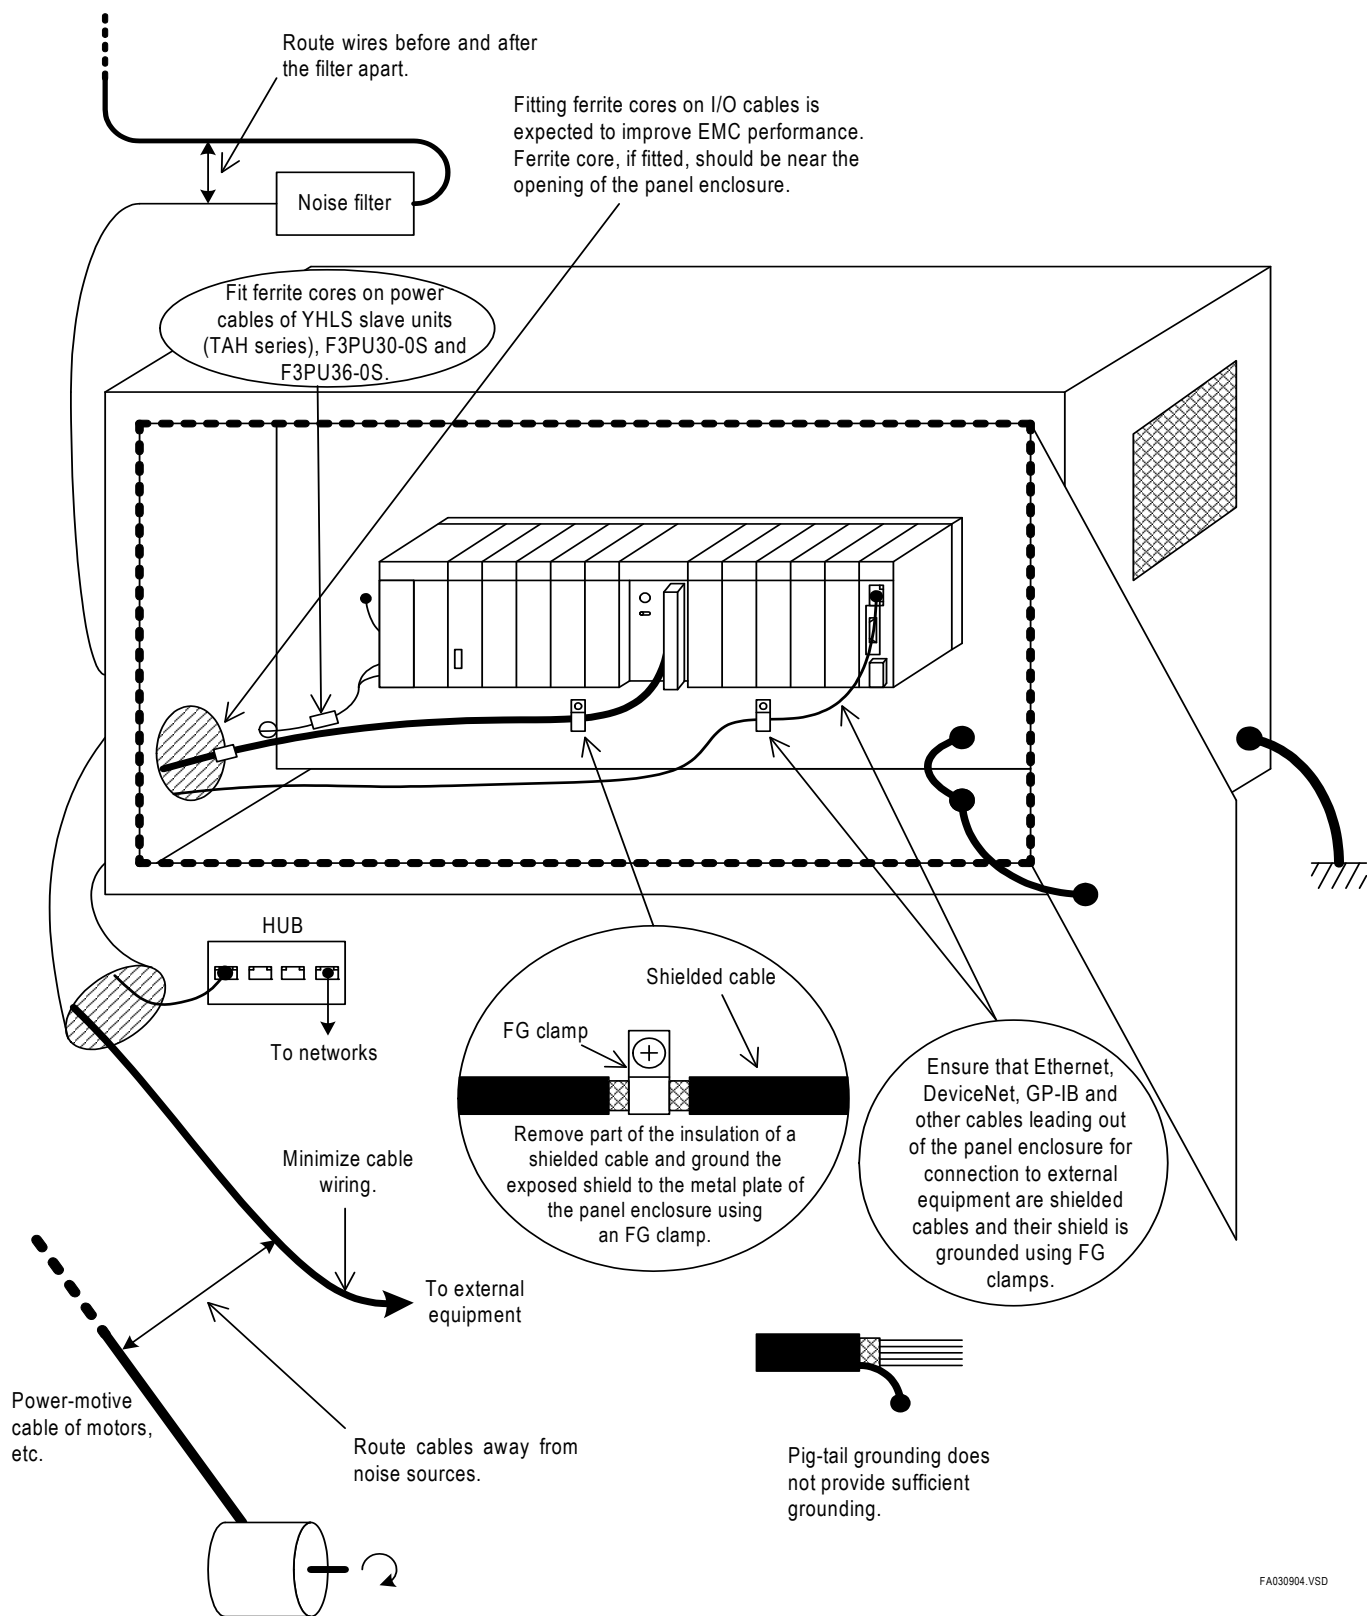 Route wires before and after
the filter apart.
Fitting ferrite cores on I/O cables is
expected to improve EMC performance.
Ferrite core, if fitted, should be near the
opening of the panel enclosure.
Noise filter
Fit ferrite cores on power
cables of YHLS slave units
(TAH series), F3PU30-0S and
F3PU36-0S.
HUB
To networks
Shielded cable
FG clamp
Remove part of the insulation of a
shielded cable and ground the
exposed shield to the metal plate of
the panel enclosure using
an FG clamp.
Ensure that Ethernet,
DeviceNet, GP-IB and
other cables leading out
of the panel enclosure for
connection to external
equipment are shielded
cables and their shield is
grounded using FG
clamps.
Minimize cable
wiring.
To external
equipment
Power-motive
cable of motors,
etc.
Route cables away from
noise sources.
Pig-tail grounding does
not provide sufficient
grounding.
FA030904.VSD